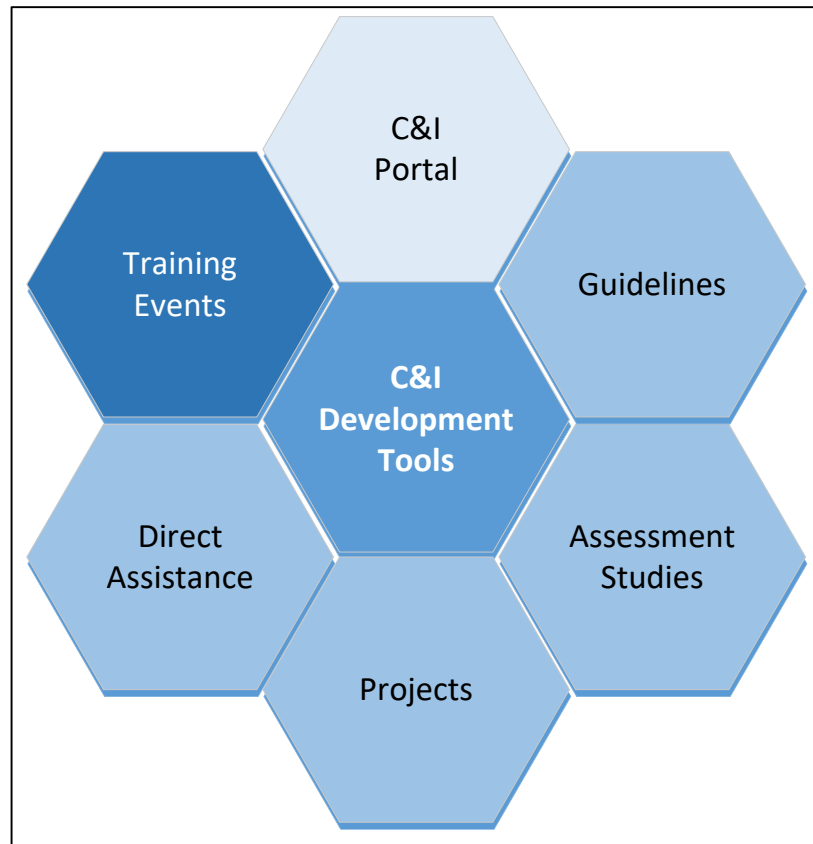 C&I
Portal
Training
Events
Guidelines
C&I
Development
Tools
Direct
Assistance
Assessment
Studies
Projects